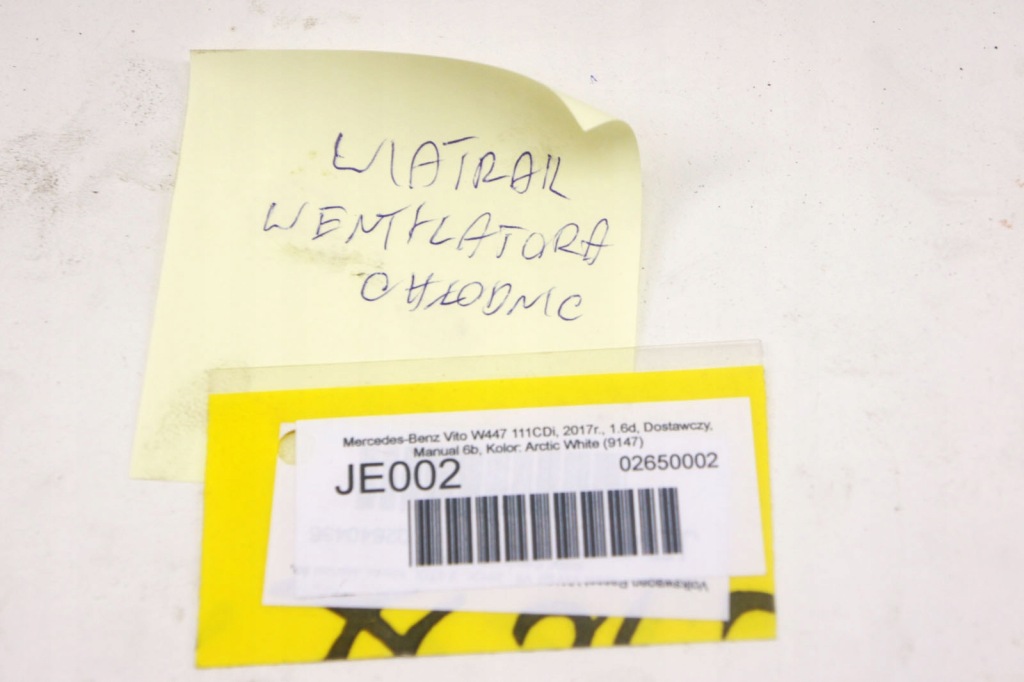 WIATRAK
WENTYLATORA
CHŁODNIC
Mercedes-Benz Vito W447 111CDi, 2017r., 1.6d, Dostawczy,
Manual 6b, Kolor: Arctic White (9147)
JE002
02650002
Volkswagen